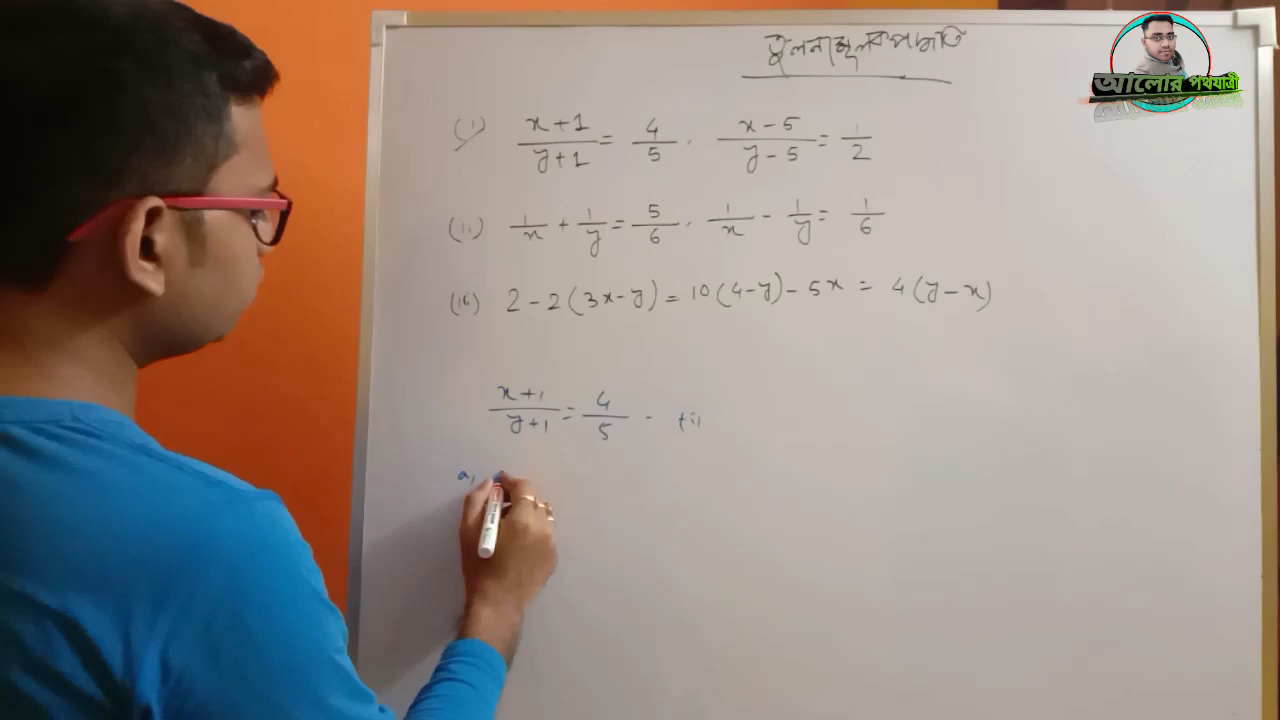 তুলনামূলক পদ্ধতি
আলোর পথযাত্রী
(i) x+1/y+1 = 4/5 , x-5/y-5 = 1/2
(ii) 1/x + 1/y = 5/6 , 1/x - 1/y = 1/6
(iii) 2 - 2(3x-y) = 10(4-y) - 5x = 4(y-x)
x+1/y+1 = 4/5 - (i)